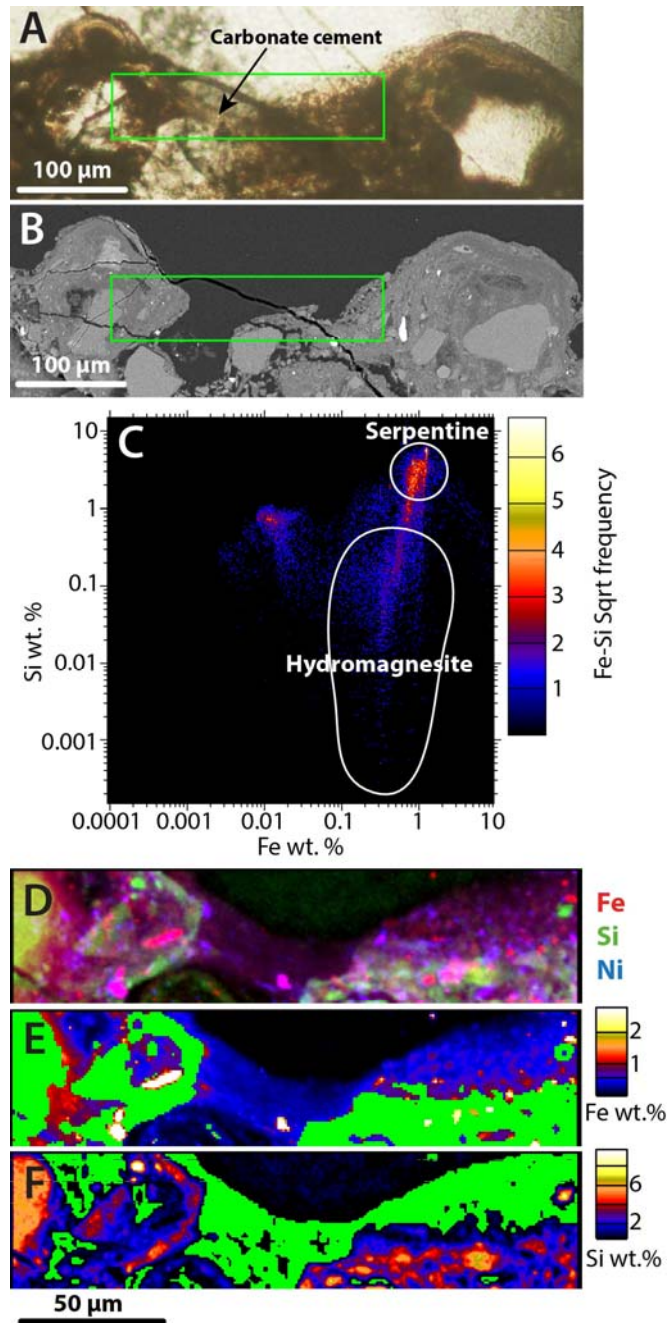 A
Carbonate cement
100 µm
B
100 µm
C
Serpentine
Hydromagnesite
10
1
0.1
0.01
0.001
Si wt. %
0.0001 0.001 0.01 0.1 1 10
Fe wt. %
6
5
4
3
2
1
Fe-Si Sqrt frequency
D
Fe
Si
Ni
E
2
1
Fe wt.%
F
6
2
Si wt.%
50 µm